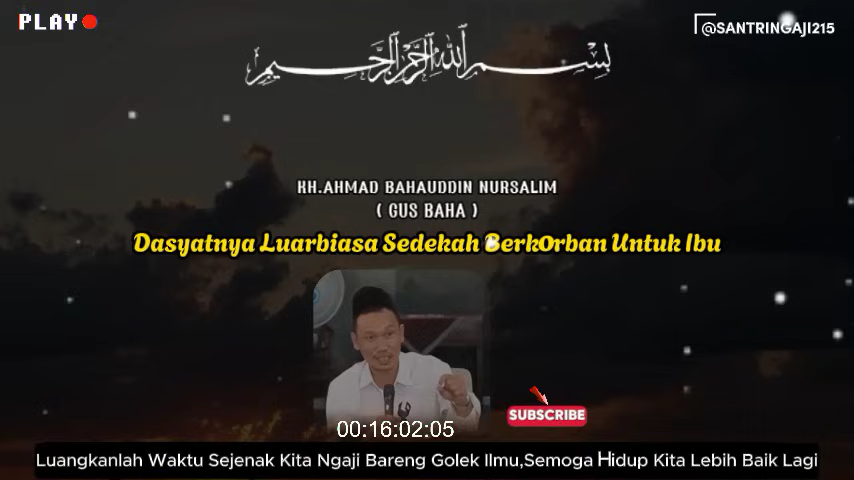 PLAY
@SANTRINGAJI215
بسم الله الرحمن الرحيم
KH.AHMAD BAHAUDDIN NURSALIM
( GUS BAHA )
Dasyatnya Luarbiasa Sedekah Berkorban Untuk Ibu
00:16:02:05
SUBSCRIBE
Luangkanlah Waktu Sejenak Kita Ngaji Bareng Golek Ilmu,Semoga Hidup Kita Lebih Baik Lagi